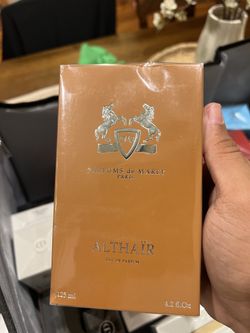 PARFUMS de MARLY
PARIS
ALTHAÏR
EAU DE PARFUM
125 ml
4.2 fl.Oz